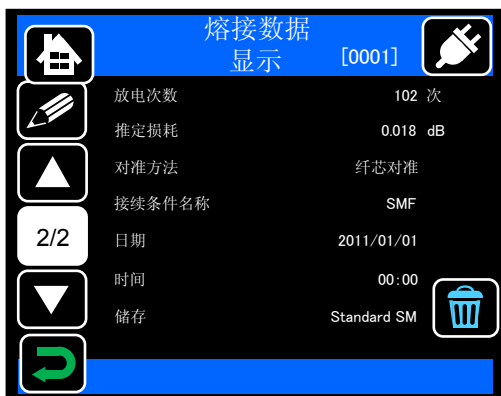 熔接数据
显示 [0001]
放电次数 102 次
推定损耗 0.018 dB
对准方法 纤芯对准
接续条件名称 SMF
2/2
日期 2011/01/01
时间 00:00
储存 Standard SM